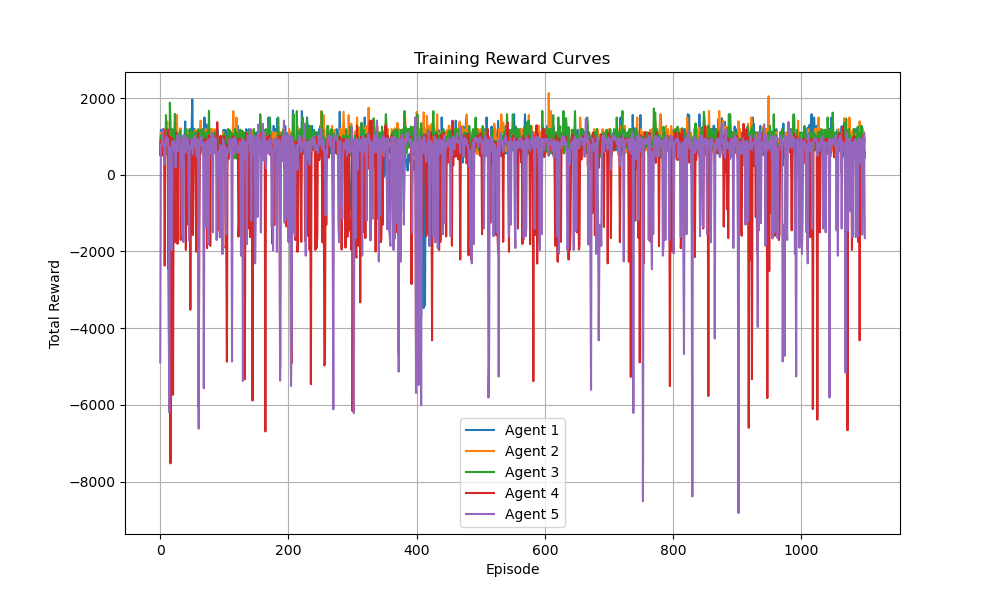 Training Reward Curves
2000
0
−2000
−4000
−6000
−8000
Total Reward
0 200 400 600 800 1000
Episode
Agent 1
Agent 2
Agent 3
Agent 4
Agent 5